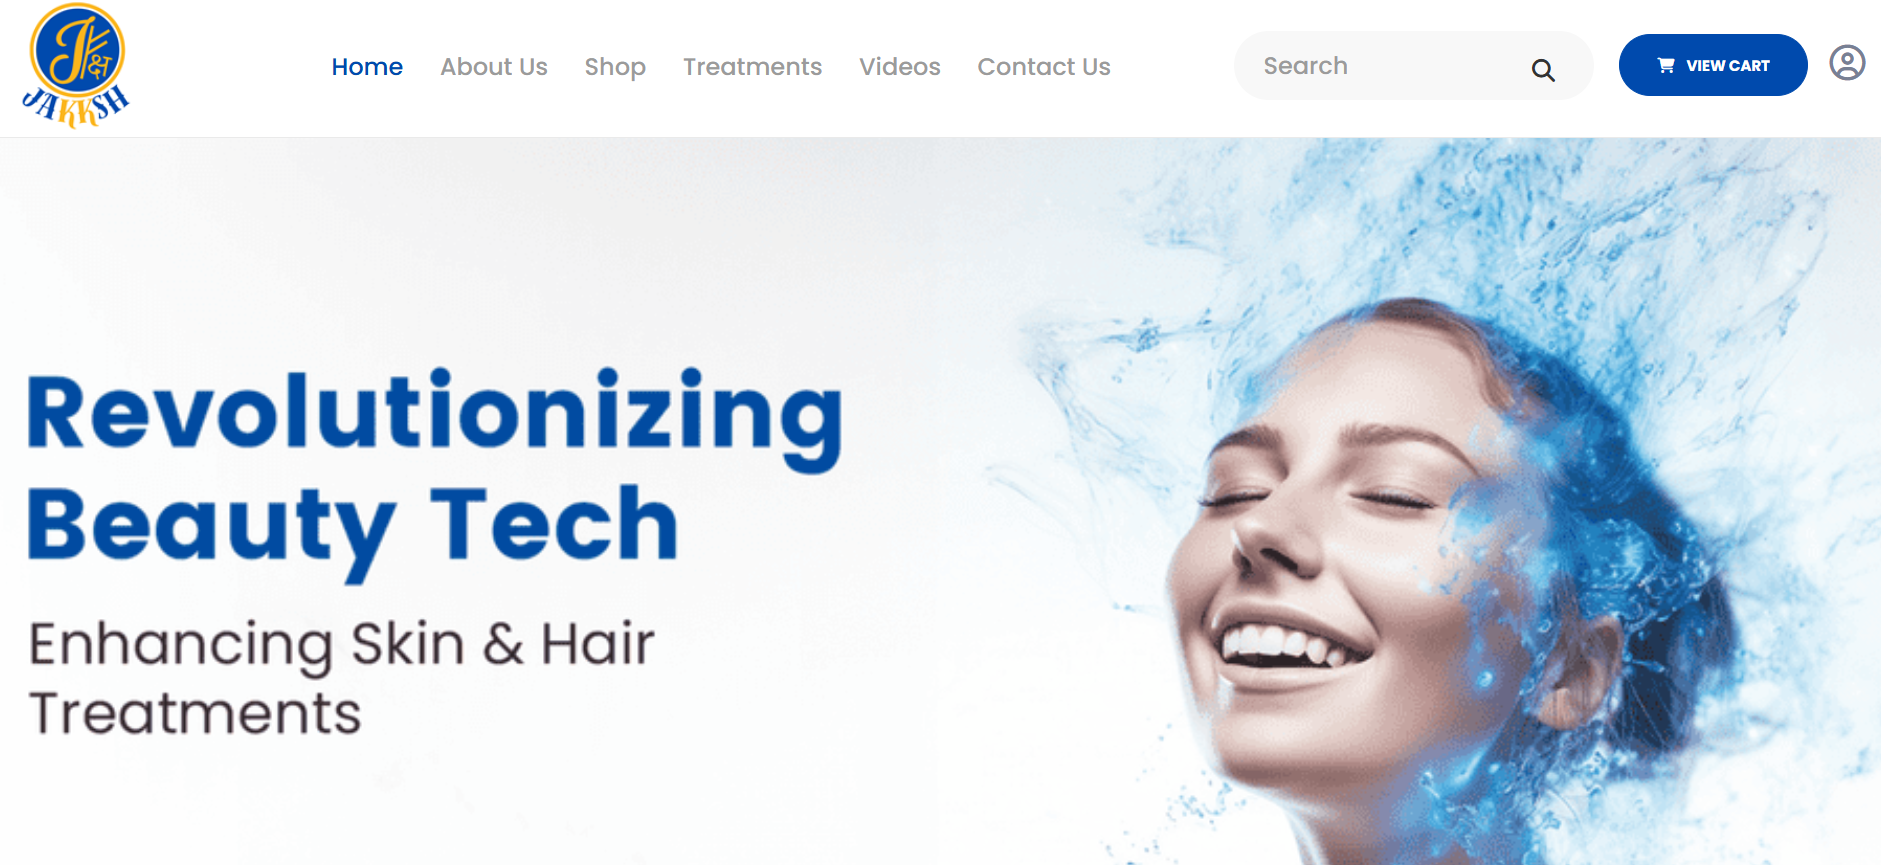 JAKKSH
Home About Us Shop Treatments Videos Contact Us Search VIEW CART
Revolutionizing
Beauty Tech
Enhancing Skin & Hair
Treatments